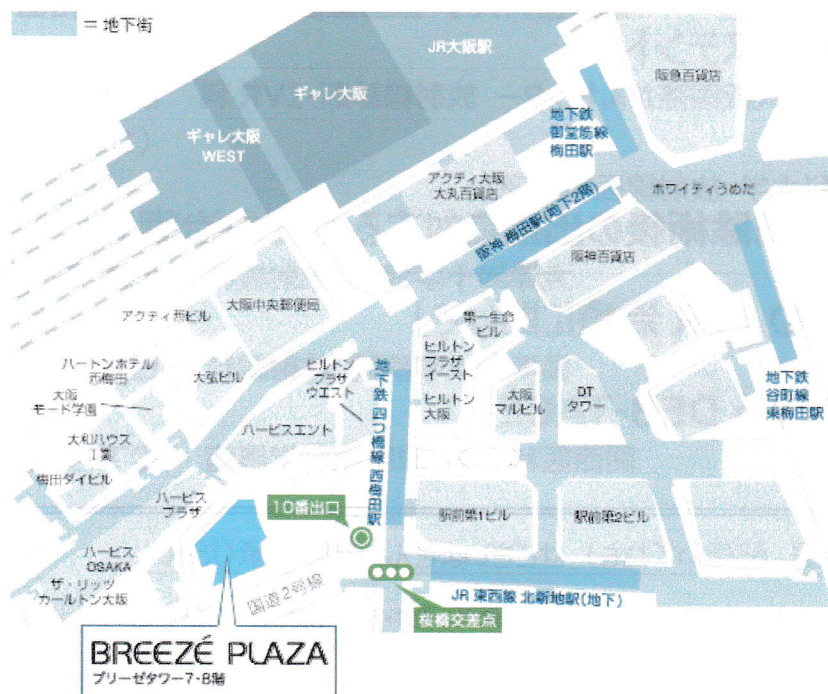 = 地下街
JR大阪駅
ギャレ大阪
ギャレ大阪
WEST
阪急百貨店
地下鉄
御堂筋線
梅田駅
アクティ大阪
大丸百貨店
ホワイティうめだ
阪神 梅田駅(地下2階)
阪神百貨店
大阪中央郵便局
アクティ西ビル
第一生命
ビル
ハートンホテル
西梅田
大弘ビル
ヒルトン
プラザ
ウエスト
地下鉄 四つ橋線 西梅田駅
ヒルトン
プラザ
イースト
ヒルトン
大阪
大阪
マルビル
DT
タワー
地下鉄
谷町線
東梅田駅
大阪
モード学園
大和ハウス
工業
ハービスエント
梅田ダイビル
ハービス
プラザ
10番出口
駅前第1ビル
駅前第2ビル
ハービス
OSAKA
ザ・リッツ
カールトン大阪
国道2号線
JR 東西線 北新地駅(地下)
桜橋交差点
BREEZÉ PLAZA
ブリーゼタワー7・8階